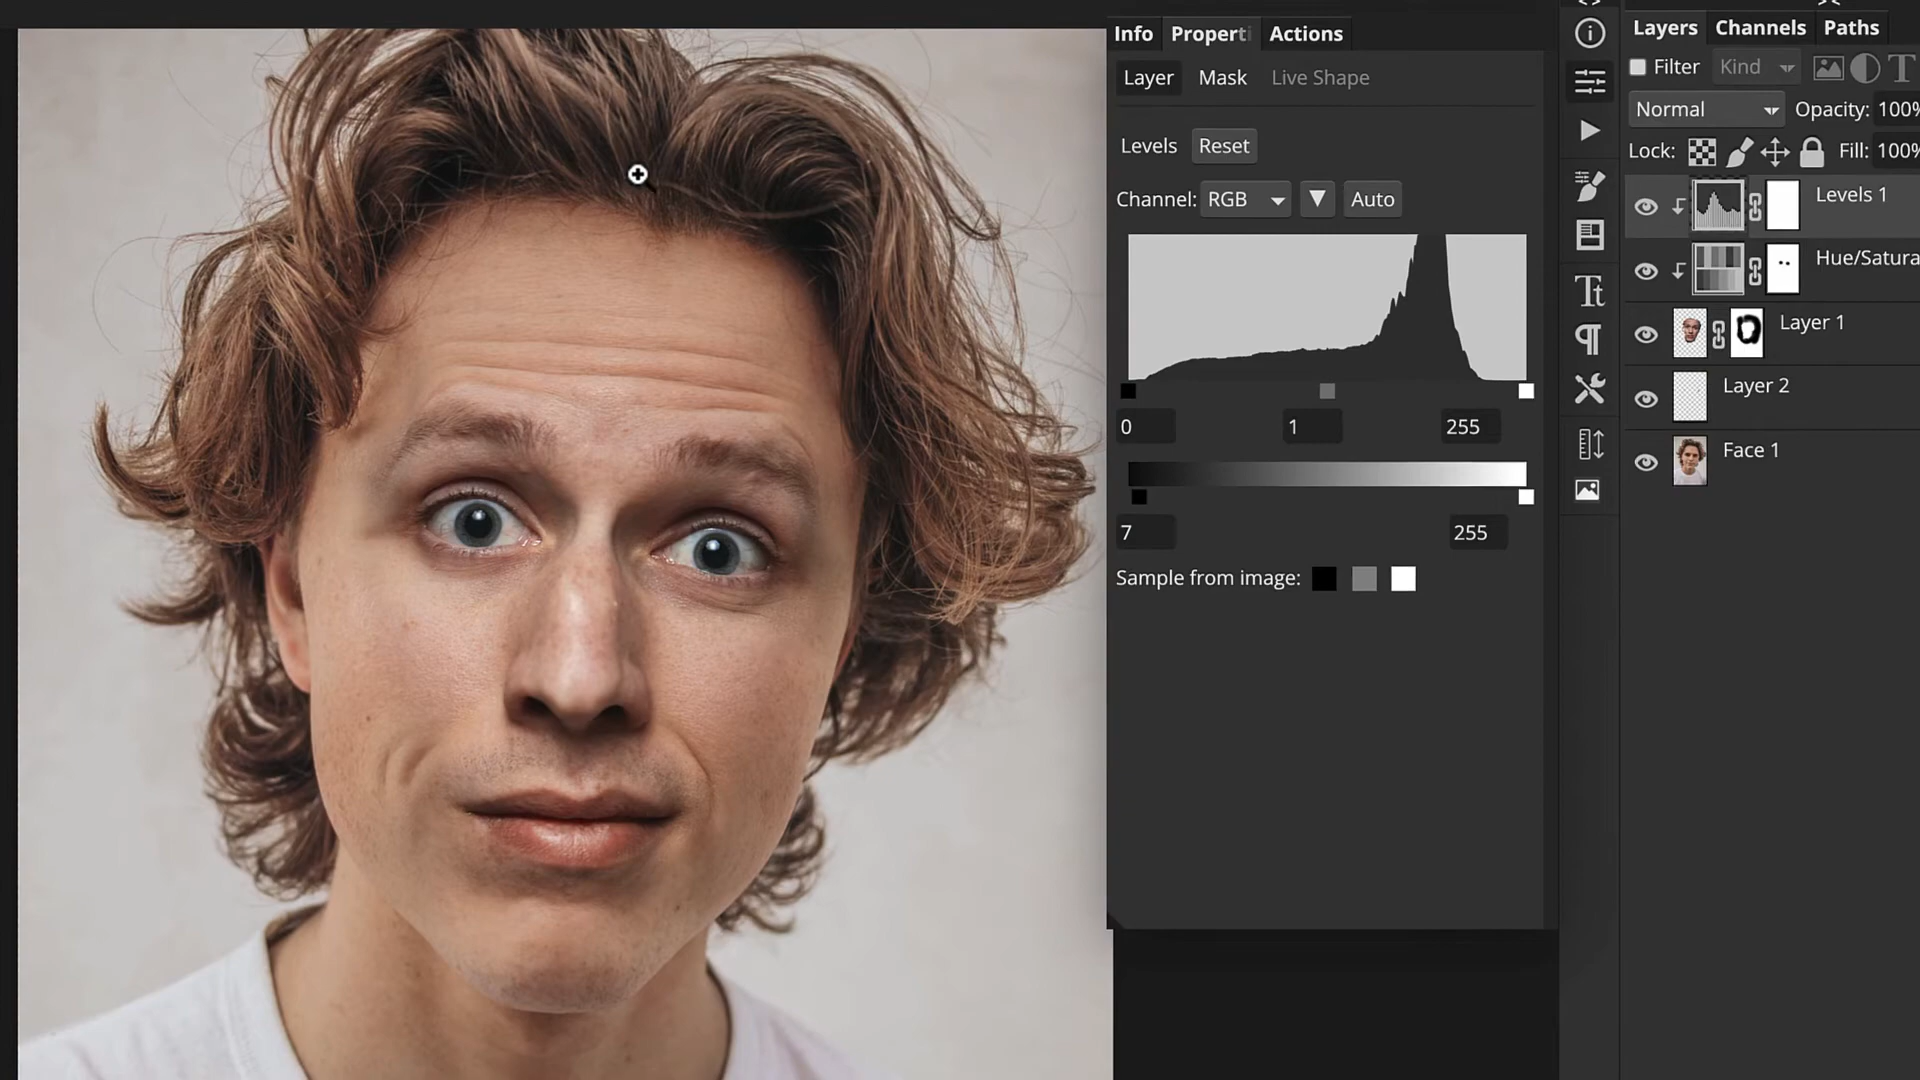 Info Properti Actions
Layer Mask Live Shape
Levels Reset
Channel: RGB Auto
0 1 255
7 255
Sample from image:
Layers Channels Paths
Filter Kind
Normal Opacity: 100%
Lock: Fill: 100%
Levels 1
Hue/Satura
Layer 1
Layer 2
Face 1